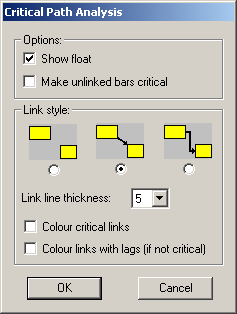 Critical Path Analysis
Options:
Show float
Make unlinked bars critical
Link style:
Link line thickness: 5
Colour critical links
Colour links with lags (if not critical)
OK Cancel